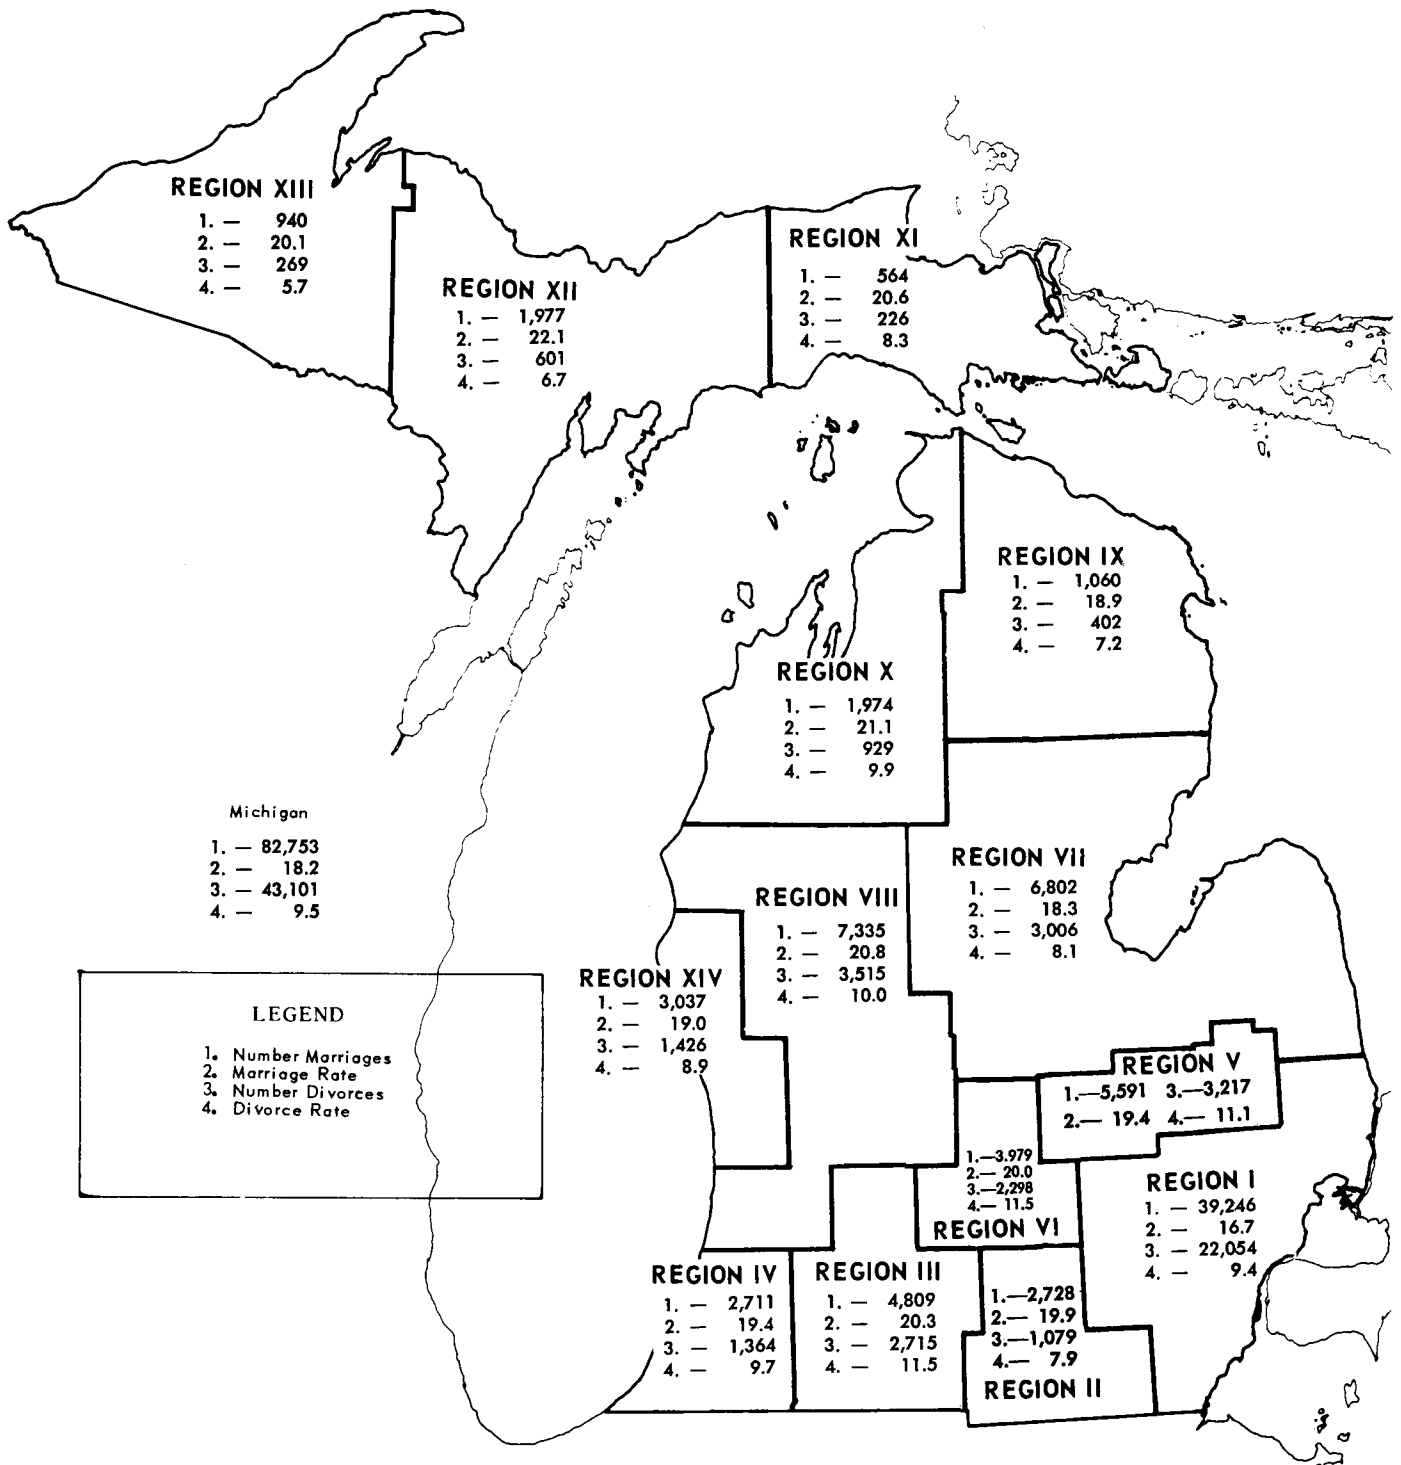 REGION XIII
1. — 940
2. — 20.1
3. — 269
4. — 5.7
REGION XII
1. — 1,977
2. — 22.1
3. — 601
4. — 6.7
REGION XI
1. — 564
2. — 20.6
3. — 226
4. — 8.3
REGION IX
1. — 1,060
2. — 18.9
3. — 402
4. — 7.2
REGION X
1. — 1,974
2. — 21.1
3. — 929
4. — 9.9
Michigan
1. — 82,753
2. — 18.2
3. — 43,101
4. — 9.5
REGION VII
1. — 6,802
2. — 18.3
3. — 3,006
4. — 8.1
REGION VIII
1. — 7,335
2. — 20.8
3. — 3,515
4. — 10.0
REGION XIV
1. — 3,037
2. — 19.0
3. — 1,426
4. — 8.9
LEGEND
1. Number Marriages
2. Marriage Rate
3. Number Divorces
4. Divorce Rate
REGION V
1.—5,591 3.—3,217
2.— 19.4 4.— 11.1
1.—3.979
2.— 20.0
3.—2,298
4.— 11.5
REGION VI
REGION I
1. — 39,246
2. — 16.7
3. — 22,054
4. — 9.4
REGION IV
1. — 2,711
2. — 19.4
3. — 1,364
4. — 9.7
REGION III
1. — 4,809
2. — 20.3
3. — 2,715
4. — 11.5
1.—2,728
2.— 19.9
3.—1,079
4.— 7.9
REGION II